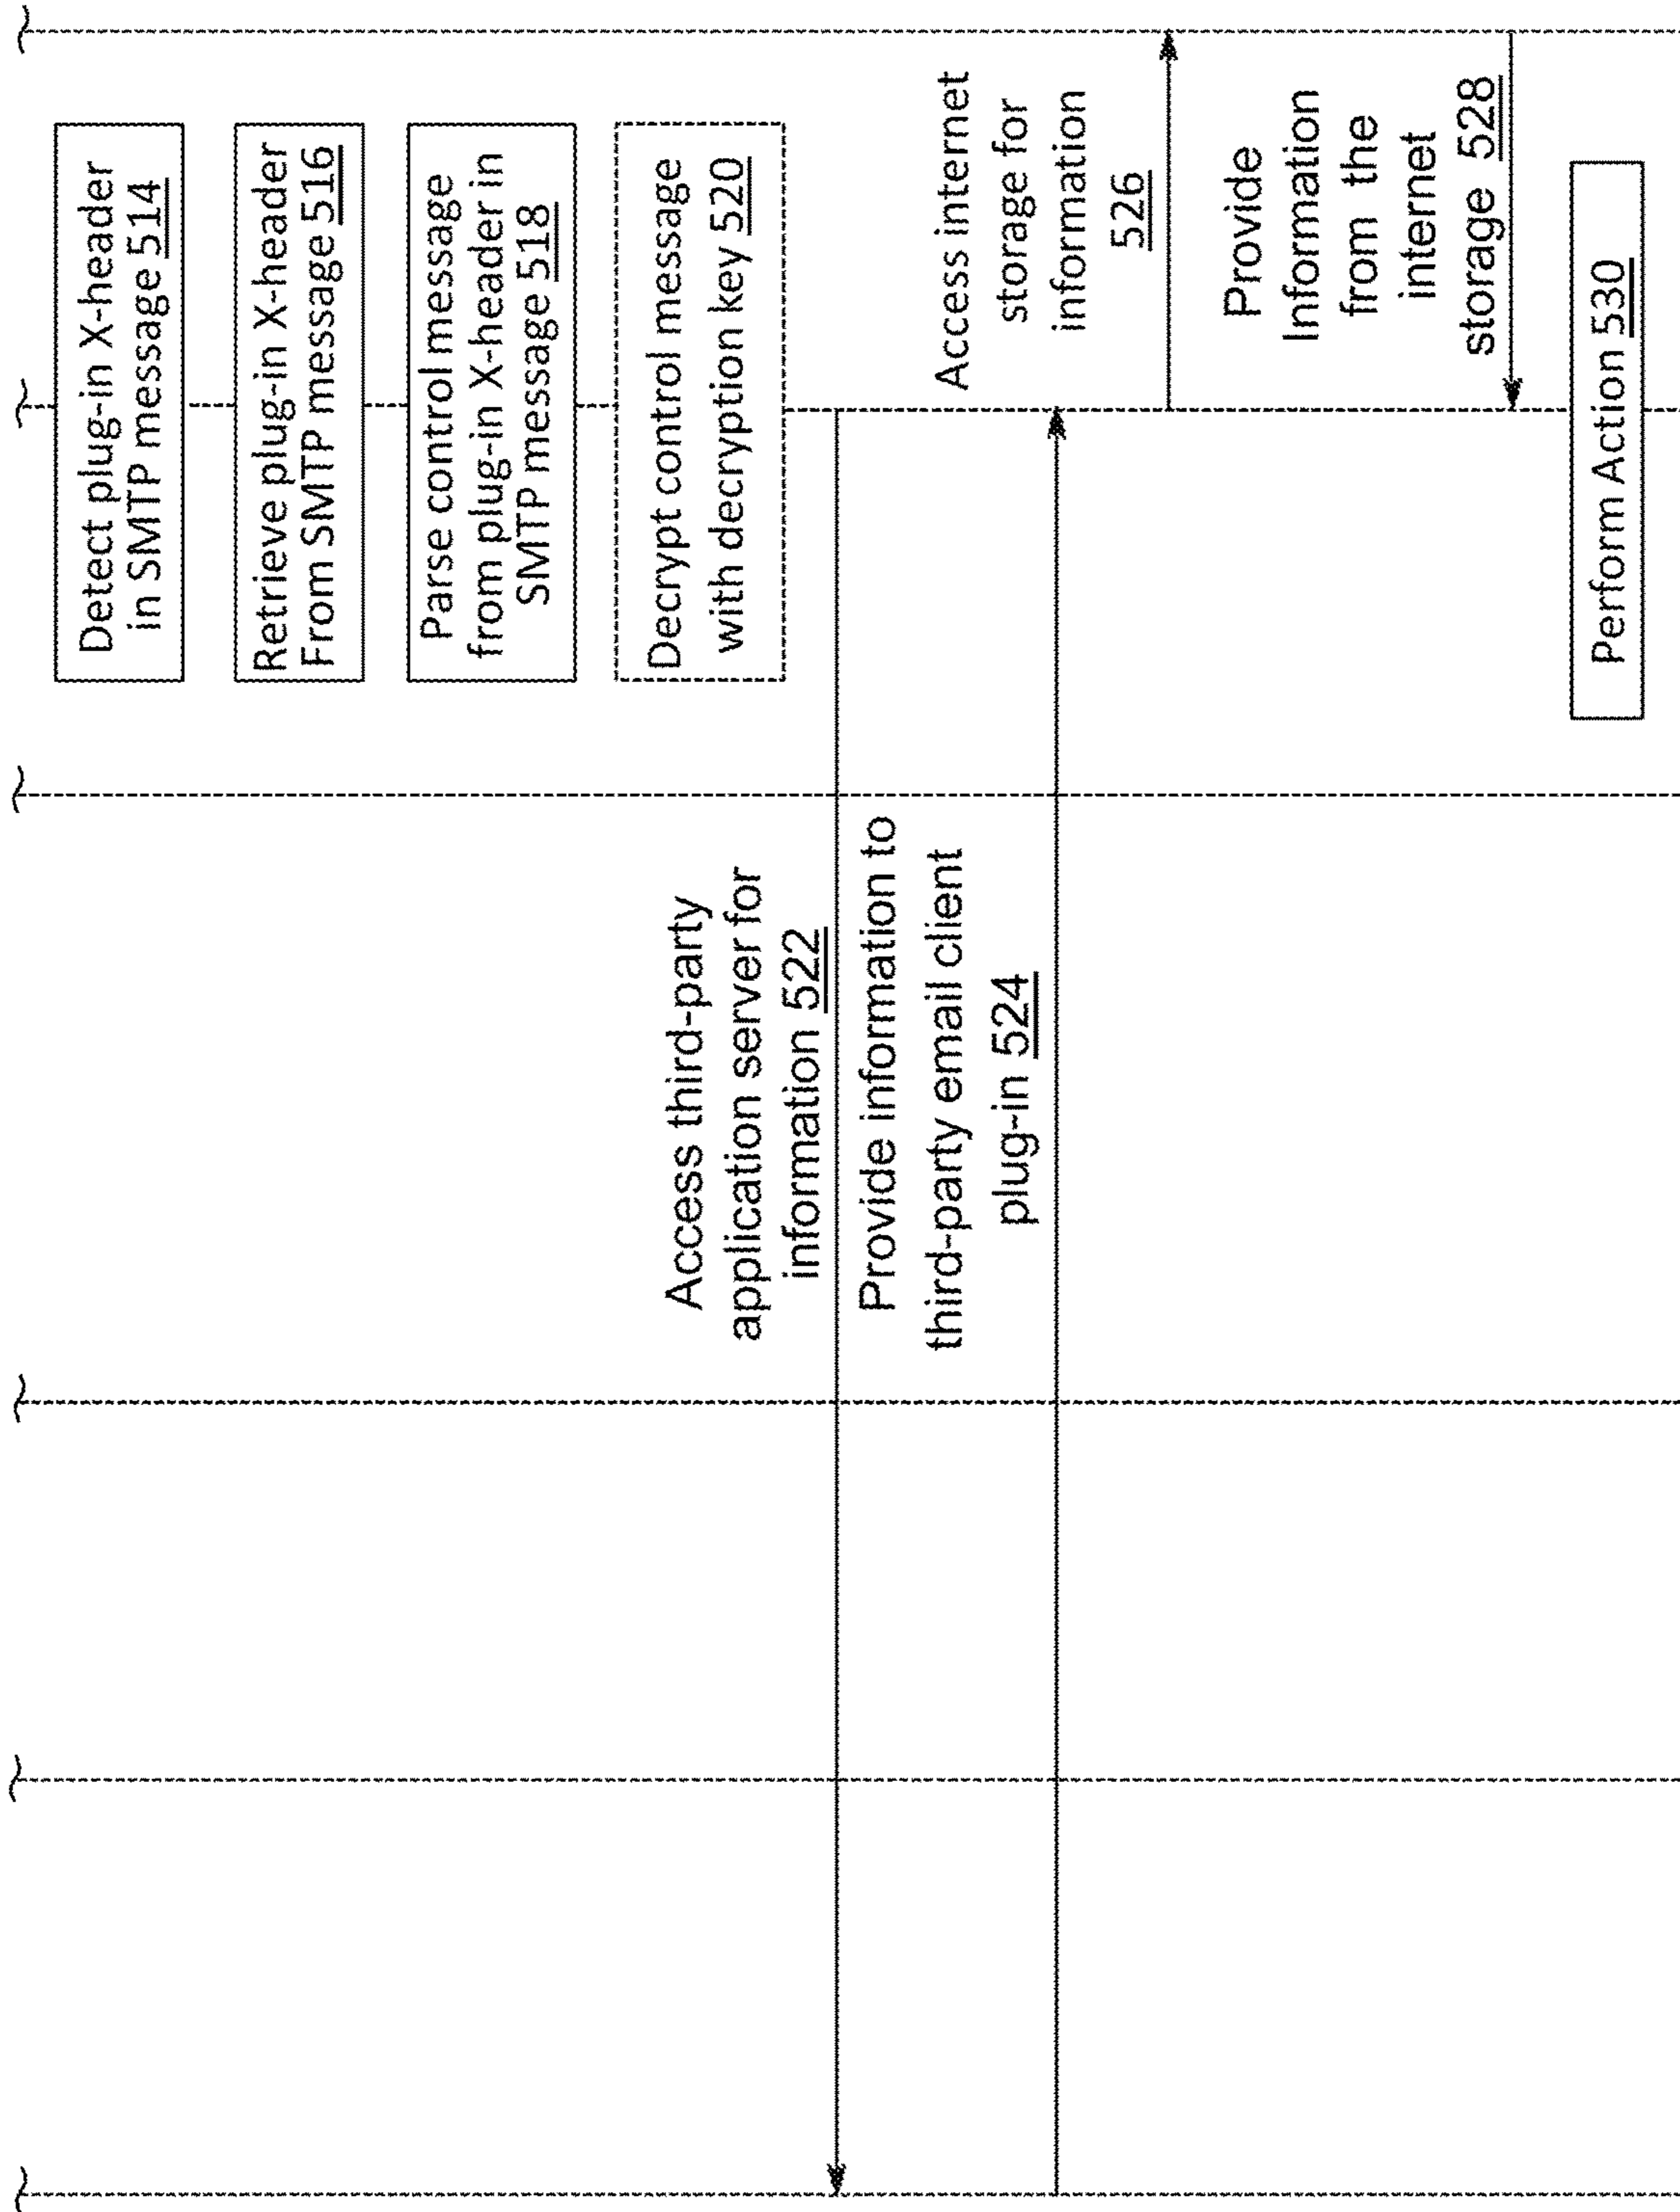 Detect plug-in X-header
in SMTP message 514
Retrieve plug-in X-header
From SMTP message 516
Parse control message
from plug-in X-header in
SMTP message 518
Decrypt control message
with decryption key 520
Access third-party
application server for
information 522
Provide information to
third-party email client
plug-in 524
Access internet
storage for
information
526
Provide
Information
from the
internet
storage 528
Perform Action 530